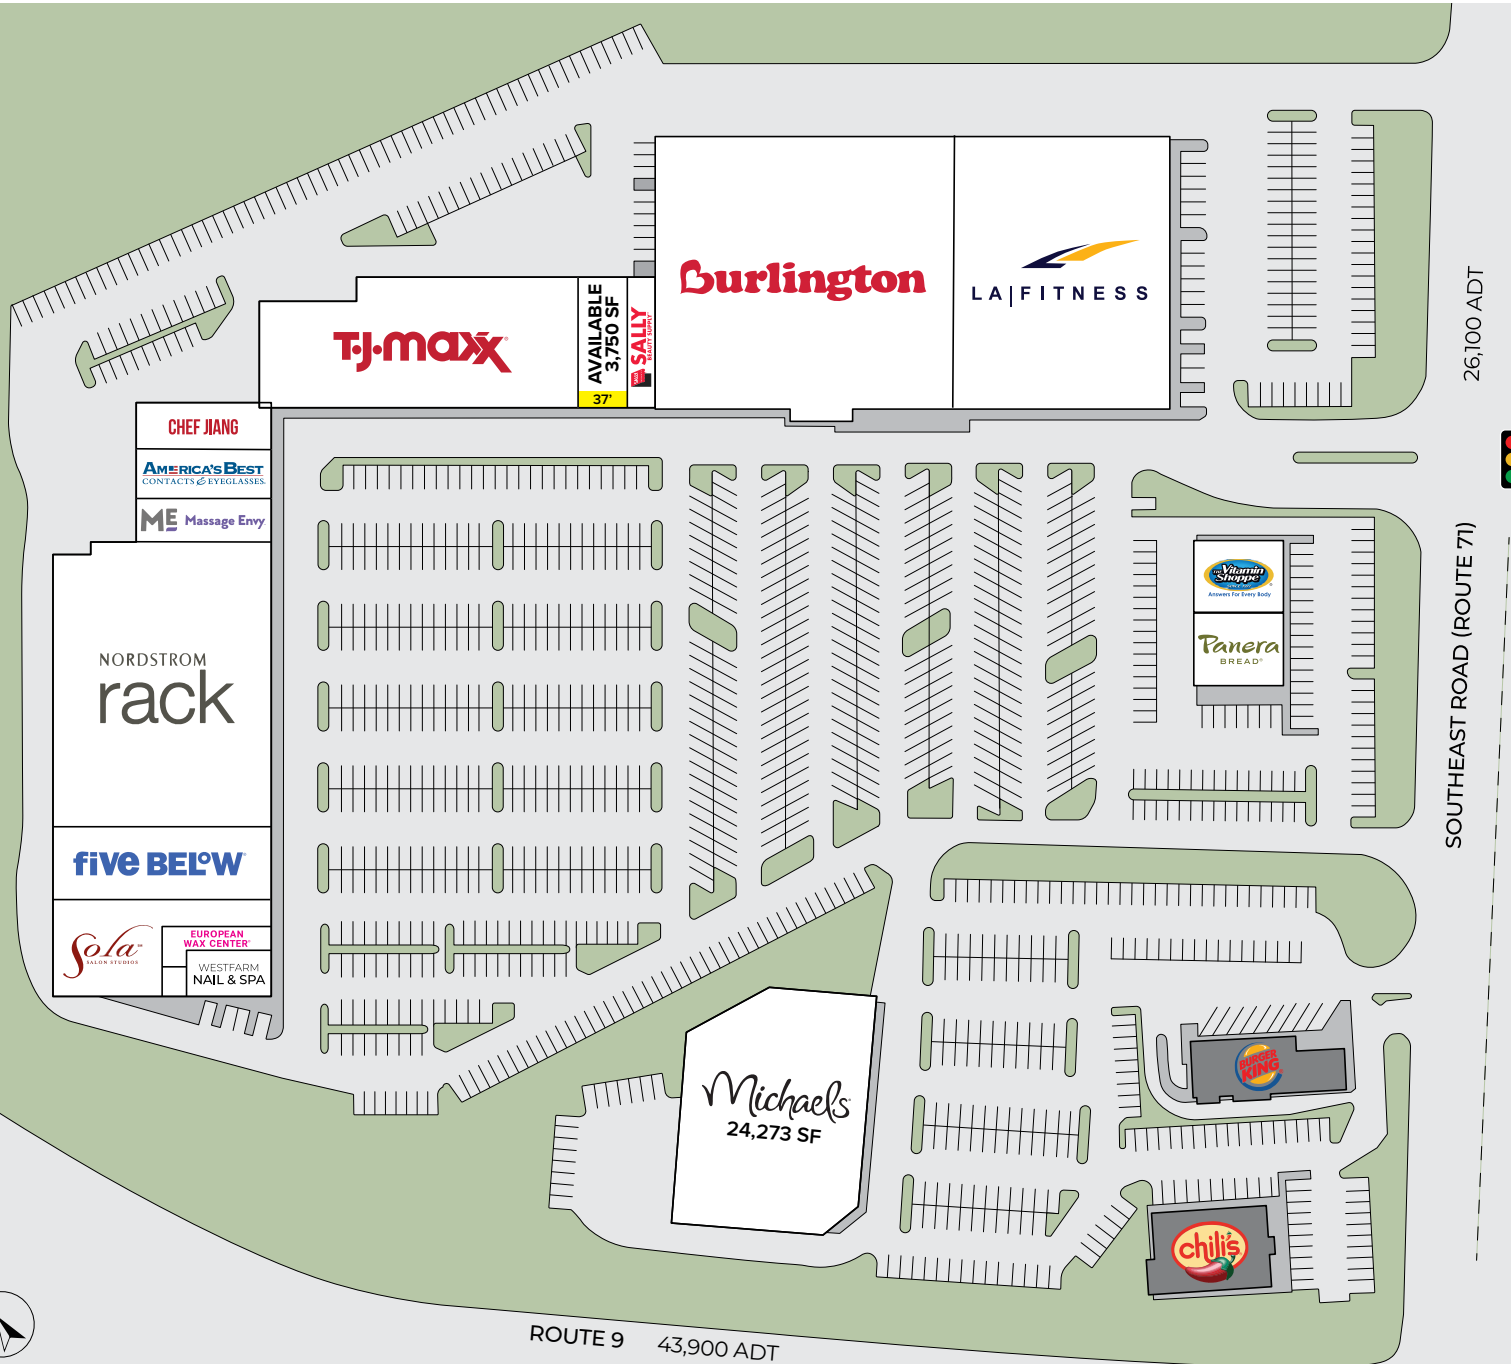 Burlington
LA|FITNESS
T·J·maxx
AVAILABLE
3,750 SF
37'
SALLY
BEAUTY SUPPLY
26,100 ADT
CHEF JIANG
AMERICA'S BEST
CONTACTS & EYEGLASSES.
ME Massage Envy
NORDSTROM
rack
five BELOW
Sola
SALON STUDIOS
EUROPEAN
WAX CENTER
WESTFARM
NAIL & SPA
The Vitamin
Shoppe
Answers For Every Body
Panera
BREAD®
SOUTHEAST ROAD (ROUTE 71)
Michaels
24,273 SF
BURGER
KING
chili's
ROUTE 9 43,900 ADT